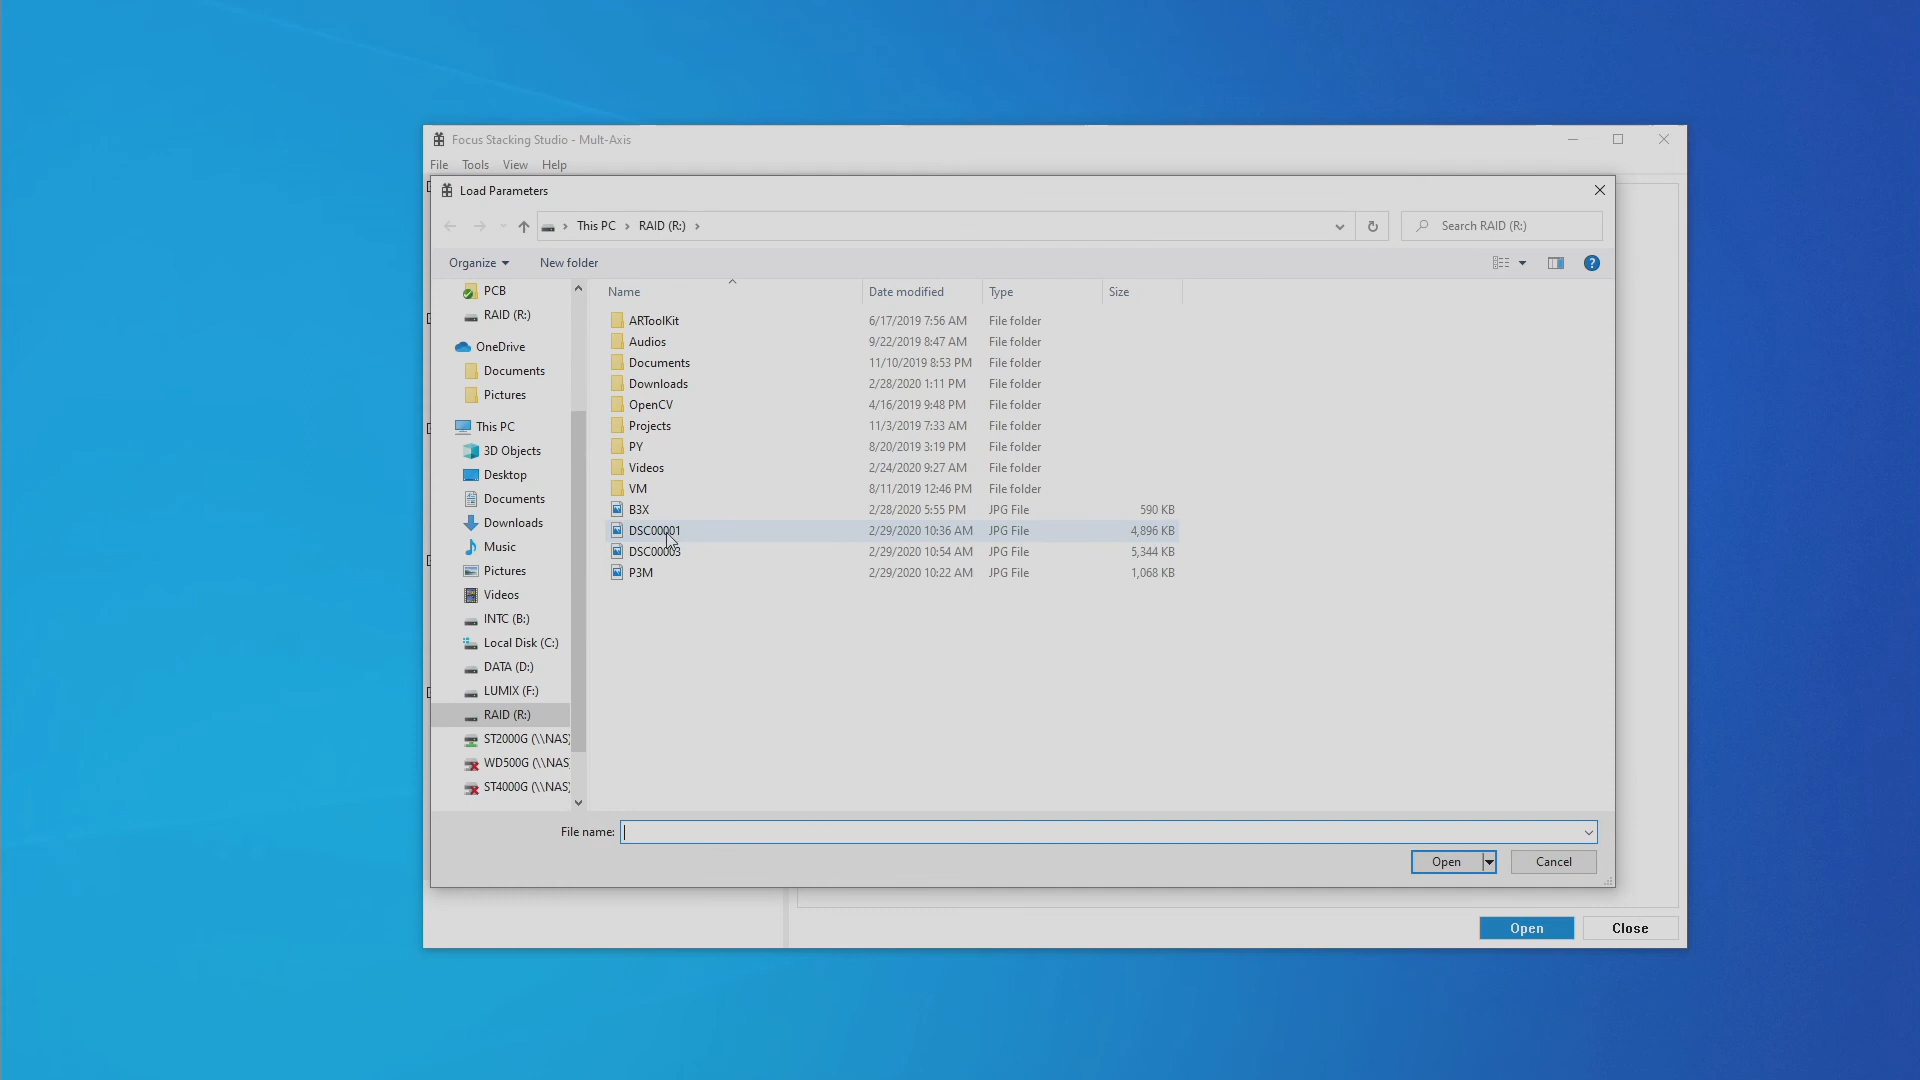 Focus Stacking Studio - Mult-Axis
File Tools View Help
Load Parameters
This PC RAID (R:)
Search RAID (R:)
Organize New folder
PCB
RAID (R:)
OneDrive
Documents
Pictures
This PC
3D Objects
Desktop
Documents
Downloads
Music
Pictures
Videos
INTC (B:)
Local Disk (C:)
DATA (D:)
LUMIX (F:)
RAID (R:)
ST2000G (\\NAS)
WD500G (\\NAS)
ST4000G (\\NAS)
Name Date modified Type Size
ARToolKit 6/17/2019 7:56 AM File folder
Audios 9/22/2019 8:47 AM File folder
Documents 11/10/2019 8:53 PM File folder
Downloads 2/28/2020 1:11 PM File folder
OpenCV 4/16/2019 9:48 PM File folder
Projects 11/3/2019 7:33 AM File folder
PY 8/20/2019 3:19 PM File folder
Videos 2/24/2020 9:27 AM File folder
VM 8/11/2019 12:46 PM File folder
B3X 2/28/2020 5:55 PM JPG File 590 KB
DSC00001 2/29/2020 10:36 AM JPG File 4,896 KB
DSC00003 2/29/2020 10:54 AM JPG File 5,344 KB
P3M 2/29/2020 10:22 AM JPG File 1,068 KB
File name:
Open Cancel
Open Close